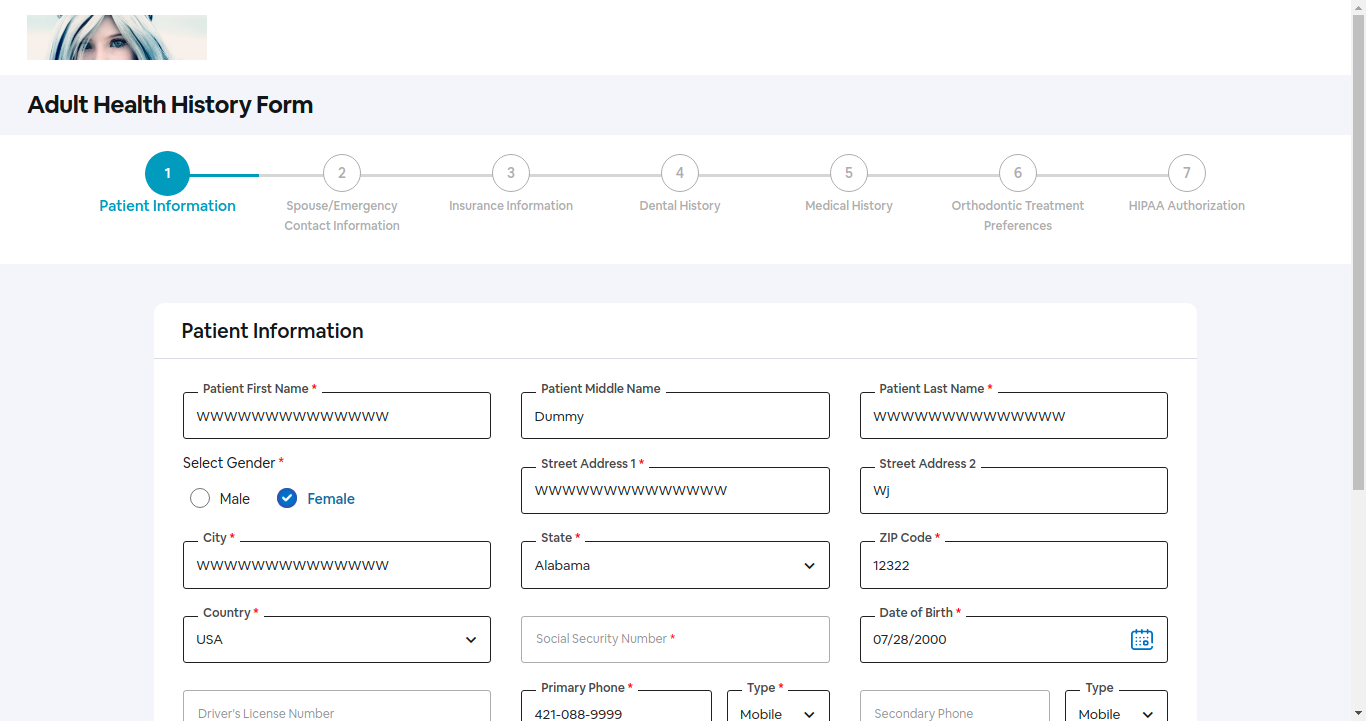 Adult Health History Form
1 2 3 4 5 6 7
Patient Information Spouse/Emergency Insurance Information Dental History Medical History Orthodontic Treatment HIPAA Authorization
Contact Information Preferences
Patient Information
Patient First Name * Patient Middle Name Patient Last Name *
WWWWWWWWWWWWWW Dummy WWWWWWWWWWWWWW
Select Gender * Street Address 1 * Street Address 2
Male Female WWWWWWWWWWWWWW Wj
City * State * ZIP Code *
WWWWWWWWWWWWWW Alabama 12322
Country * Date of Birth *
USA Social Security Number * 07/28/2000
Primary Phone * Type * Type
Driver's License Number 421-088-9999 Mobile Secondary Phone Mobile